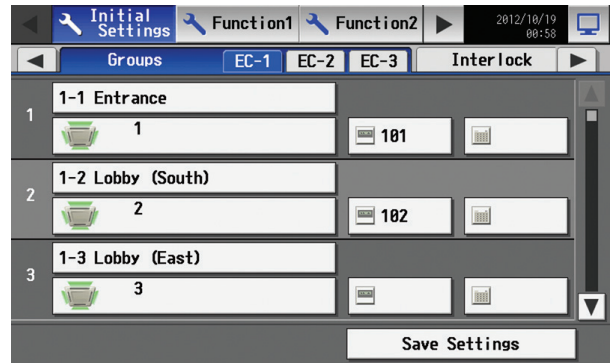 Initial Settings Function1 Function2 2012/10/19 00:58
Groups EC-1 EC-2 EC-3 Interlock
1
1-1 Entrance
1 101
2
1-2 Lobby (South)
2 102
3
1-3 Lobby (East)
3
Save Settings